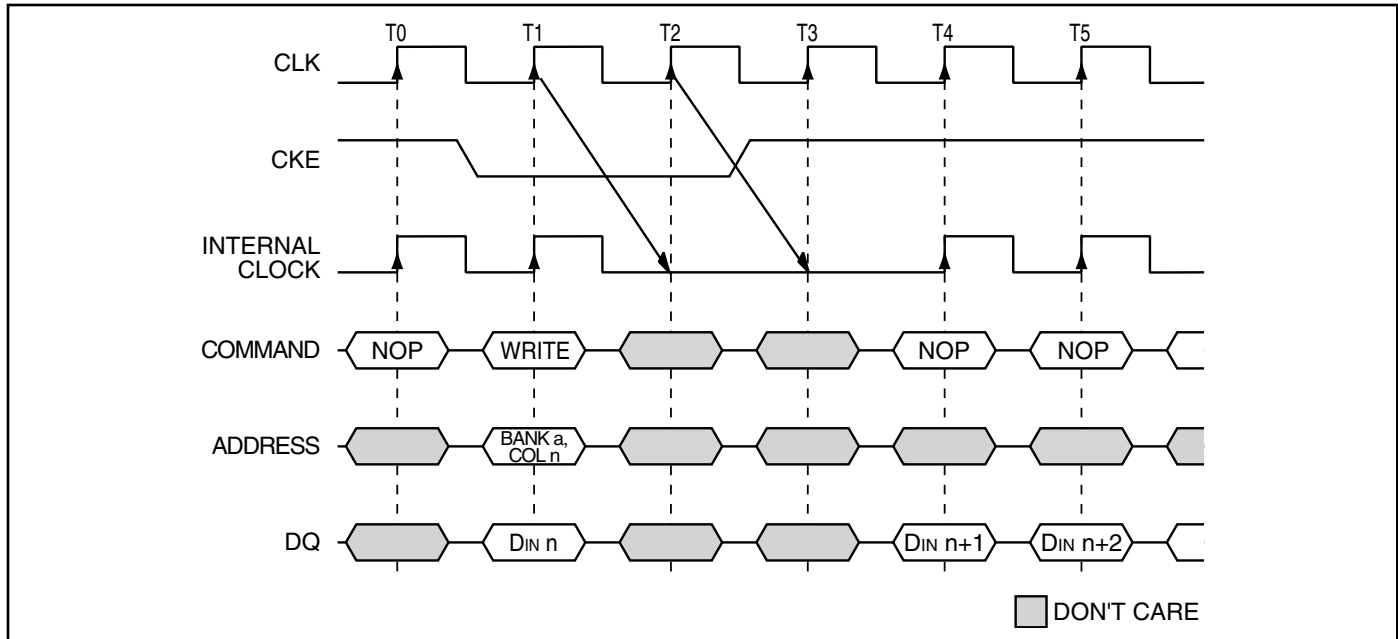 T0 T1 T2 T3 T4 T5
CLK
CKE
INTERNAL
CLOCK
COMMAND NOP WRITE NOP NOP
ADDRESS BANK a,
COL n
DQ DIN n DIN n+1 DIN n+2
DON'T CARE